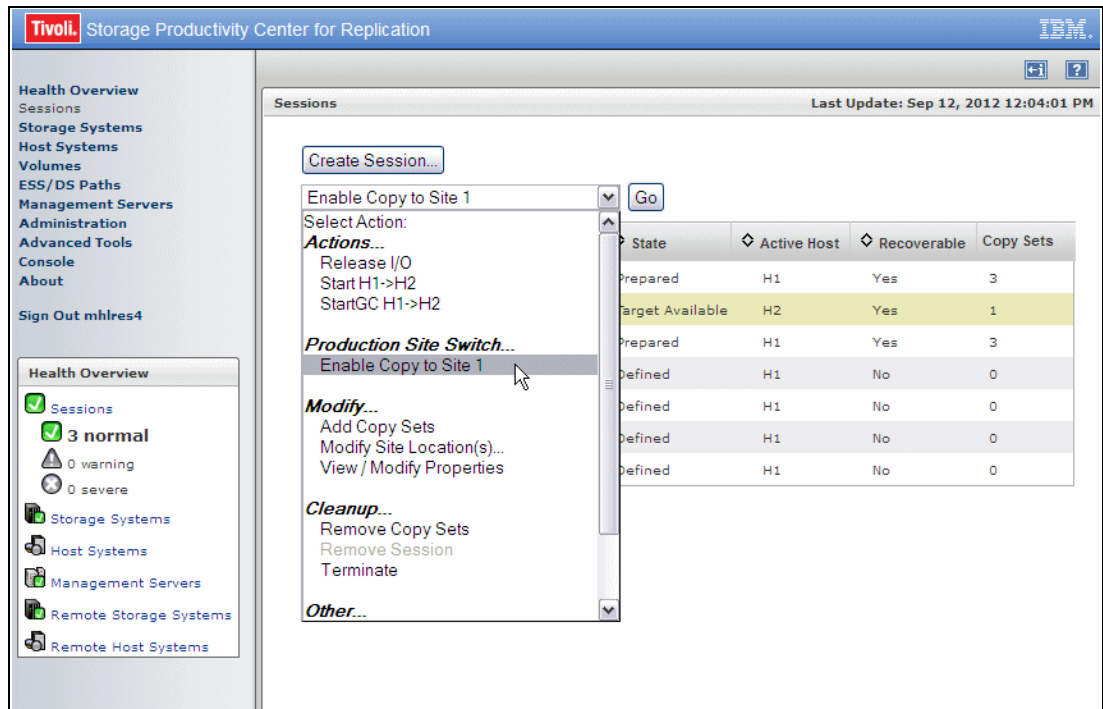 Tivoli. Storage Productivity Center for Replication
IBM.
Health Overview
Sessions
Storage Systems
Host Systems
Volumes
ESS/DS Paths
Management Servers
Administration
Advanced Tools
Console
About
Sign Out mhlres4
Health Overview
Sessions
3 normal
0 warning
0 severe
Storage Systems
Host Systems
Management Servers
Remote Storage Systems
Remote Host Systems
Sessions Last Update: Sep 12, 2012 12:04:01 PM
Create Session...
Enable Copy to Site 1 Go
Select Action:
Actions...
Release I/O
Start H1->H2
StartGC H1->H2
Production Site Switch...
Enable Copy to Site 1
Modify...
Add Copy Sets
Modify Site Location(s)...
View / Modify Properties
Cleanup...
Remove Copy Sets
Remove Session
Terminate
Other...
State Active Host Recoverable Copy Sets
Prepared H1 Yes 3
Target Available H2 Yes 1
Prepared H1 Yes 3
Defined H1 No 0
Defined H1 No 0
Defined H1 No 0
Defined H1 No 0